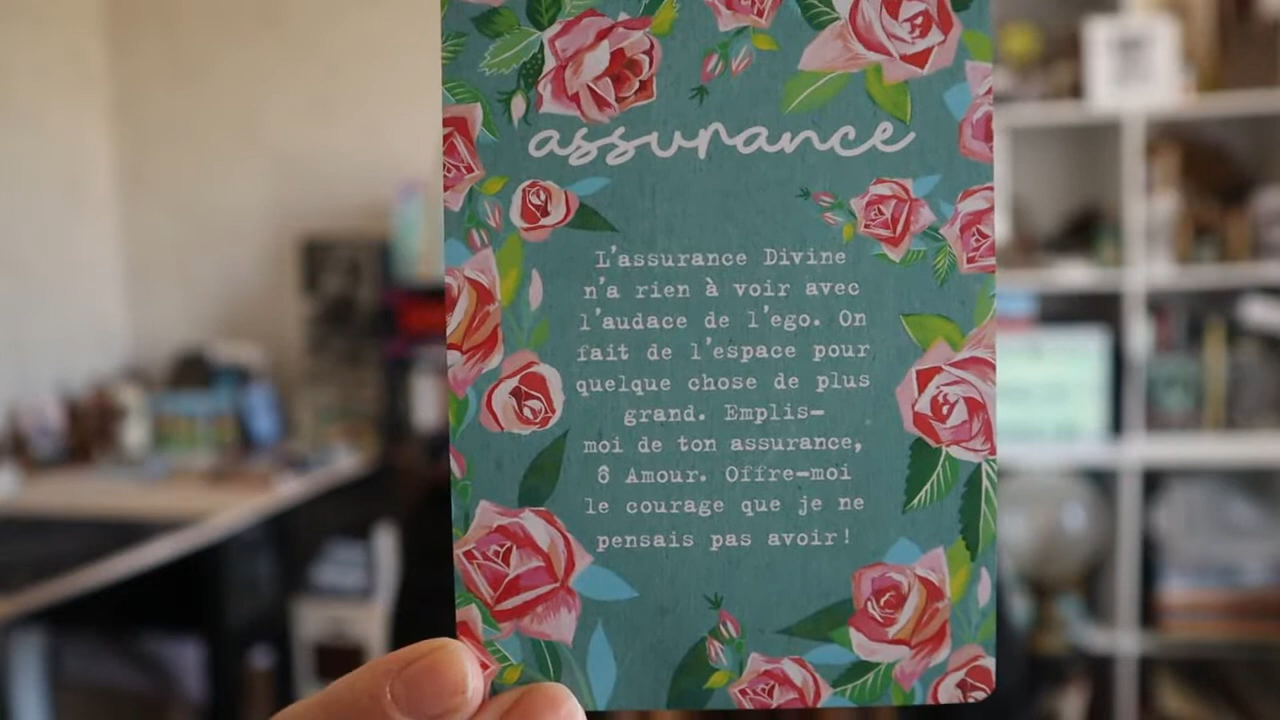 assurance
L'assurance Divine
n'a rien à voir avec
l'audace de l'ego. On
fait de l'espace pour
quelque chose de plus
grand. Emplis-
moi de ton assurance,
ô Amour. Offre-moi
le courage que je ne
pensais pas avoir!